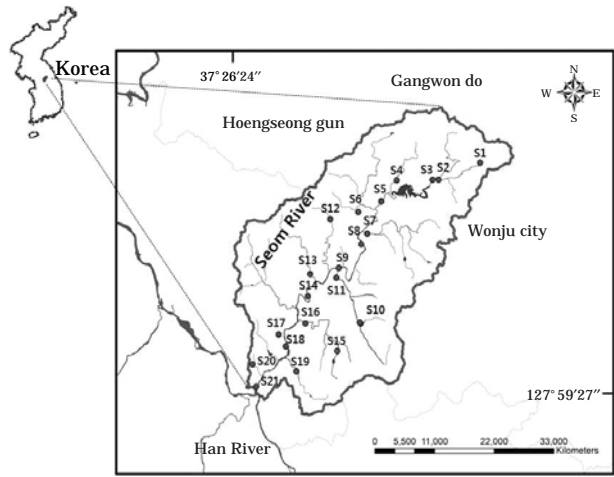 Korea
37°26′24″
Gangwon do
N
W E
S
Hoengseong gun
S1
S4 S3 S2
S5
S6
S12
S7
S8
Wonju city
Seom River
S9
S13
S11
S14
S16
S10
S17
S18
S15
S20
S19
S21
127°59′27″
Han River
0 5,500 11,000 22,000 33,000
Kilometers